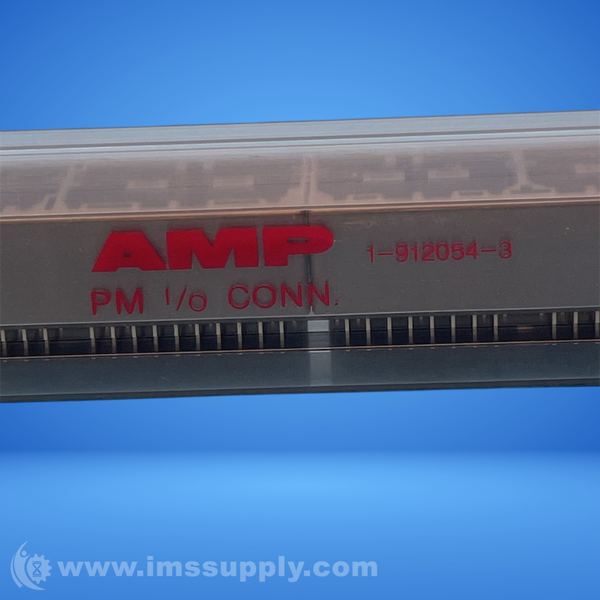 AMP 1-912054-3
PM I/O CONN.
www.imssupply.com